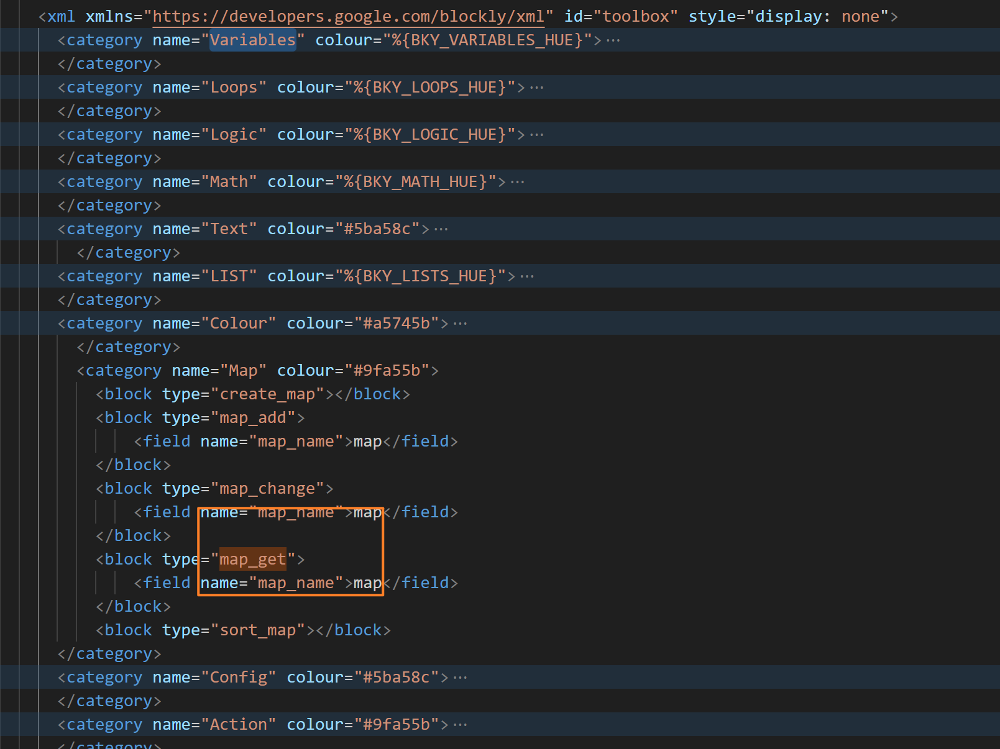 <xml xmlns="https://developers.google.com/blockly/xml" id="toolbox" style="display: none">
<category name="Variables" colour="%{BKY_VARIABLES_HUE}">···
</category>
<category name="Loops" colour="%{BKY_LOOPS_HUE}">···
</category>
<category name="Logic" colour="%{BKY_LOGIC_HUE}">···
</category>
<category name="Math" colour="%{BKY_MATH_HUE}">···
</category>
<category name="Text" colour="#5ba58c">···
</category>
<category name="LIST" colour="%{BKY_LISTS_HUE}">···
</category>
<category name="Colour" colour="#a5745b">···
</category>
<category name="Map" colour="#9fa55b">
<block type="create_map"></block>
<block type="map_add">
<field name="map_name">map</field>
</block>
<block type="map_change">
<field name="map_name">map</field>
</block>
<block type="map_get">
<field name="map_name">map</field>
</block>
<block type="sort_map"></block>
</category>
<category name="Config" colour="#5ba58c">···
</category>
<category name="Action" colour="#9fa55b">···
</category>